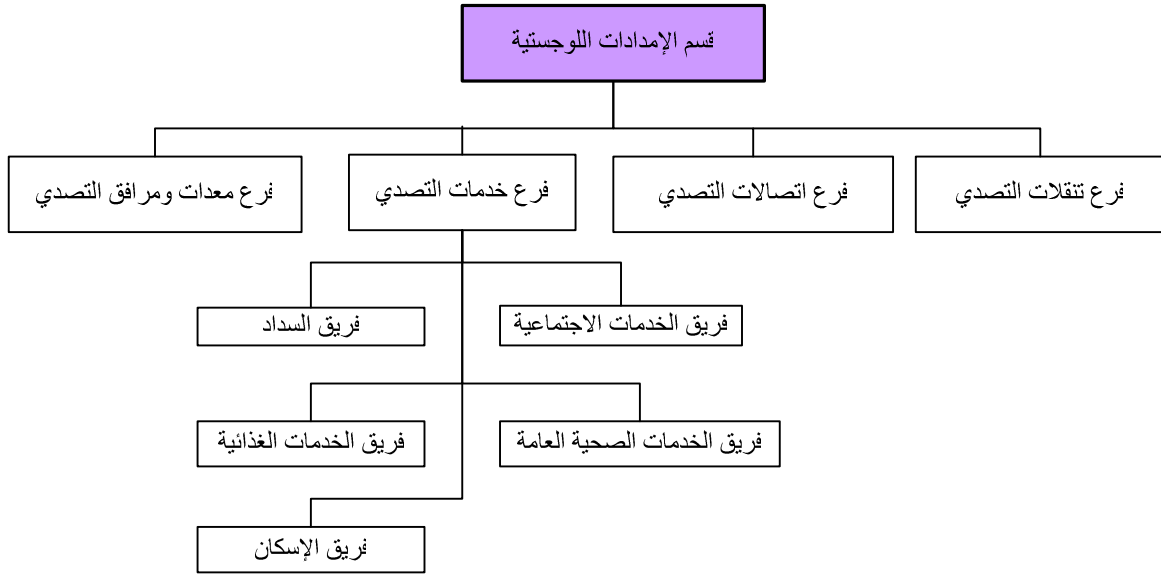 قسم الإمدادات اللوجستية
فرع تنقلات التصدي
فرع اتصالات التصدي
فرع خدمات التصدي
فرع معدات ومرافق التصدي
فريق الخدمات الاجتماعية
فريق السداد
فريق الخدمات الصحية العامة
فريق الخدمات الغذائية
فريق الإسكان